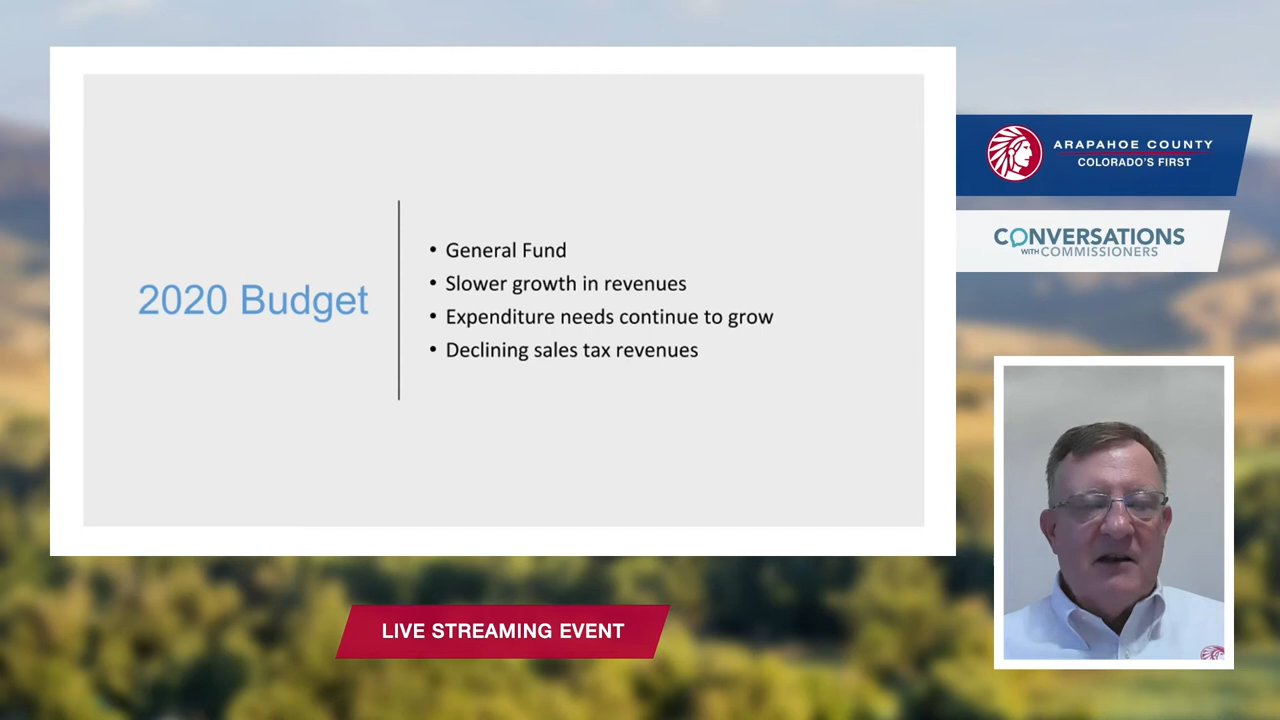 2020 Budget
• General Fund
• Slower growth in revenues
• Expenditure needs continue to grow
• Declining sales tax revenues
ARAPAHOE COUNTY
COLORADO'S FIRST
CONVERSATIONS
WITH COMMISSIONERS
LIVE STREAMING EVENT